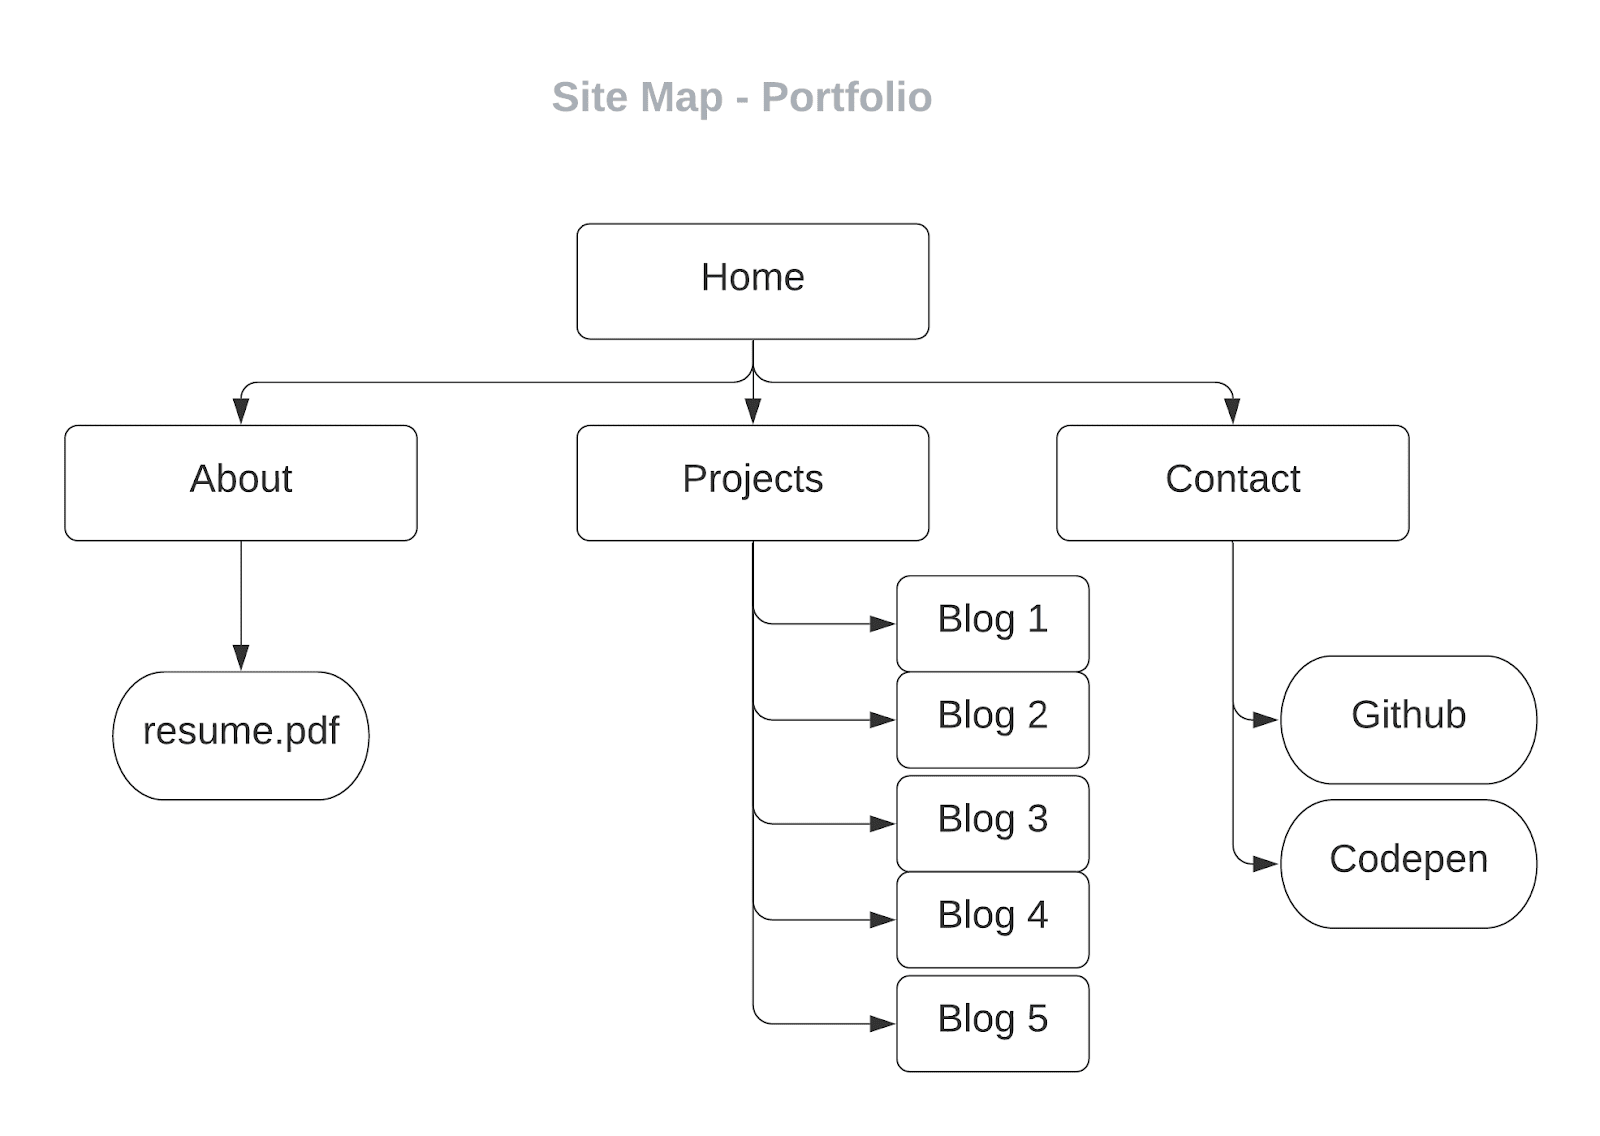 Site Map - Portfolio
Home
About
Projects
Contact
resume.pdf
Blog 1
Blog 2
Blog 3
Blog 4
Blog 5
Github
Codepen